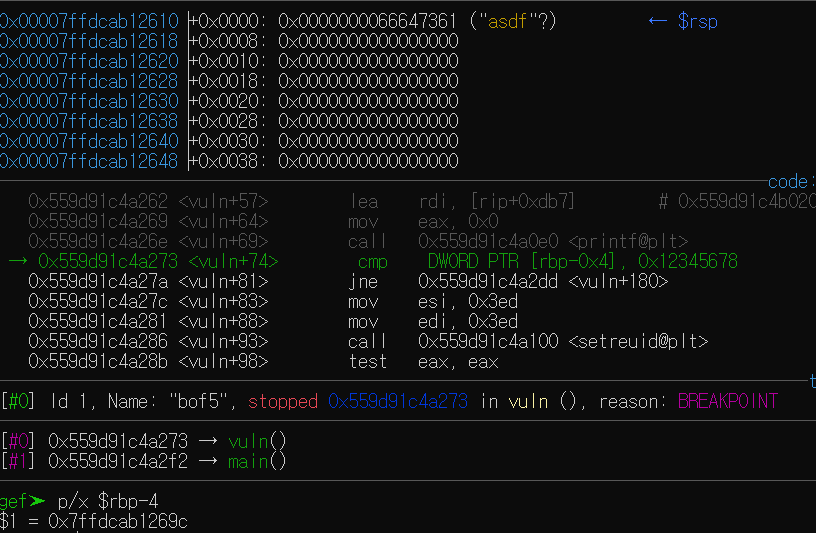 0x00007ffdcab12610│+0x0000: 0x0000000066647361 ("asdf"?)	 ← $rsp
0x00007ffdcab12618│+0x0008: 0x0000000000000000
0x00007ffdcab12620│+0x0010: 0x0000000000000000
0x00007ffdcab12628│+0x0018: 0x0000000000000000
0x00007ffdcab12630│+0x0020: 0x0000000000000000
0x00007ffdcab12638│+0x0028: 0x0000000000000000
0x00007ffdcab12640│+0x0030: 0x0000000000000000
0x00007ffdcab12648│+0x0038: 0x0000000000000000
code:
0x559d91c4a262 <vuln+57> lea rdi, [rip+0xdb7] # 0x559d91c4b020
0x559d91c4a269 <vuln+64> mov eax, 0x0
0x559d91c4a26e <vuln+69> call 0x559d91c4a0e0 <printf@plt>
→ 0x559d91c4a273 <vuln+74> cmp DWORD PTR [rbp-0x4], 0x12345678
0x559d91c4a27a <vuln+81> jne 0x559d91c4a2dd <vuln+180>
0x559d91c4a27c <vuln+83> mov esi, 0x3ed
0x559d91c4a281 <vuln+88> mov edi, 0x3ed
0x559d91c4a286 <vuln+93> call 0x559d91c4a100 <setreuid@plt>
0x559d91c4a28b <vuln+98> test eax, eax
t
[#0] Id 1, Name: "bof5", stopped 0x559d91c4a273 in vuln (), reason: BREAKPOINT
[#0] 0x559d91c4a273 → vuln()
[#1] 0x559d91c4a2f2 → main()
gef➤ p/x $rbp-4
$1 = 0x7ffdcab1269c